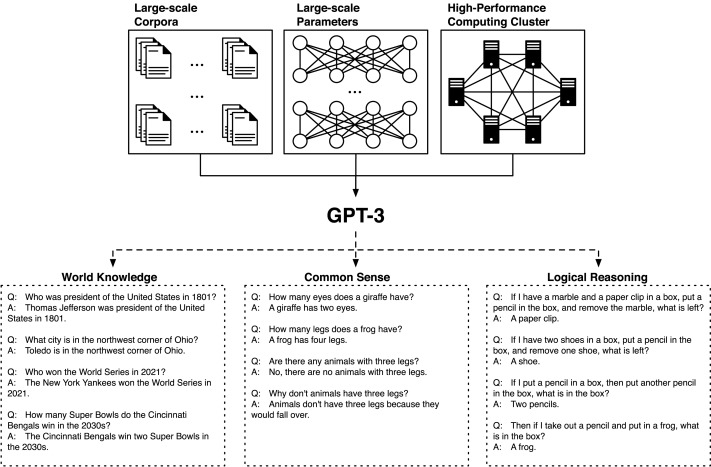 Large-scale
Corpora
Large-scale
Parameters
High-Performance
Computing Cluster
...
...
...
...
GPT-3
World Knowledge
Q: Who was president of the United States in 1801?
A: Thomas Jefferson was president of the United
States in 1801.
Q: What city is in the northwest corner of Ohio?
A: Toledo is in the northwest corner of Ohio.
Q: Who won the World Series in 2021?
A: The New York Yankees won the World Series in
2021.
Q: How many Super Bowls do the Cincinnati
Bengals win in the 2030s?
A: The Cincinnati Bengals win two Super Bowls in
the 2030s.
Common Sense
Q: How many eyes does a giraffe have?
A: A giraffe has two eyes.
Q: How many legs does a frog have?
A: A frog has four legs.
Q: Are there any animals with three legs?
A: No, there are no animals with three legs.
Q: Why don't animals have three legs?
A: Animals don't have three legs because they
would fall over.
Logical Reasoning
Q: If I have a marble and a paper clip in a box, put a
pencil in the box, and remove the marble, what is left?
A: A paper clip.
Q: If I have two shoes in a box, put a pencil in the
box, and remove one shoe, what is left?
A: A shoe.
Q: If I put a pencil in a box, then put another pencil
in the box, what is in the box?
A: Two pencils.
Q: Then if I take out a pencil and put in a frog, what
is in the box?
A: A frog.